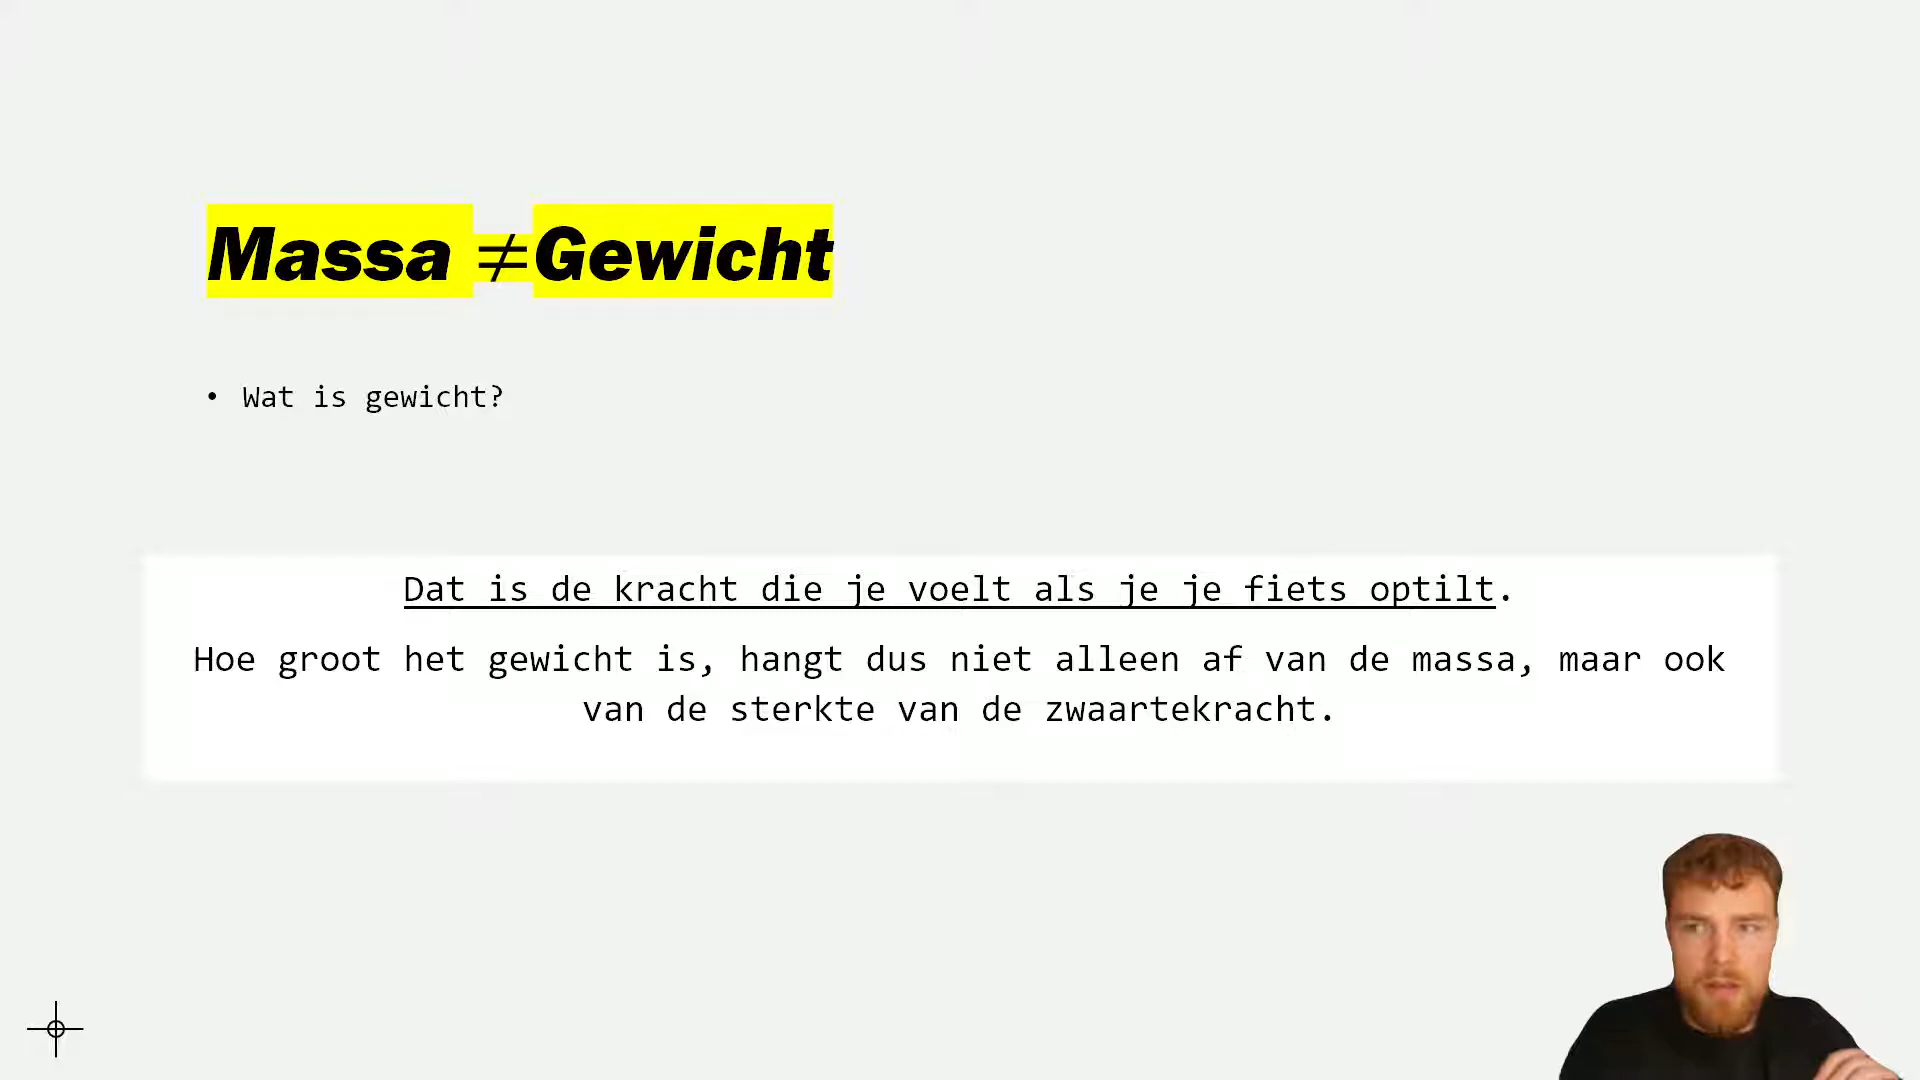 Massa ≠Gewicht
• Wat is gewicht?
Dat is de kracht die je voelt als je je fiets optilt.
Hoe groot het gewicht is, hangt dus niet alleen af van de massa, maar ook
van de sterkte van de zwaartekracht.